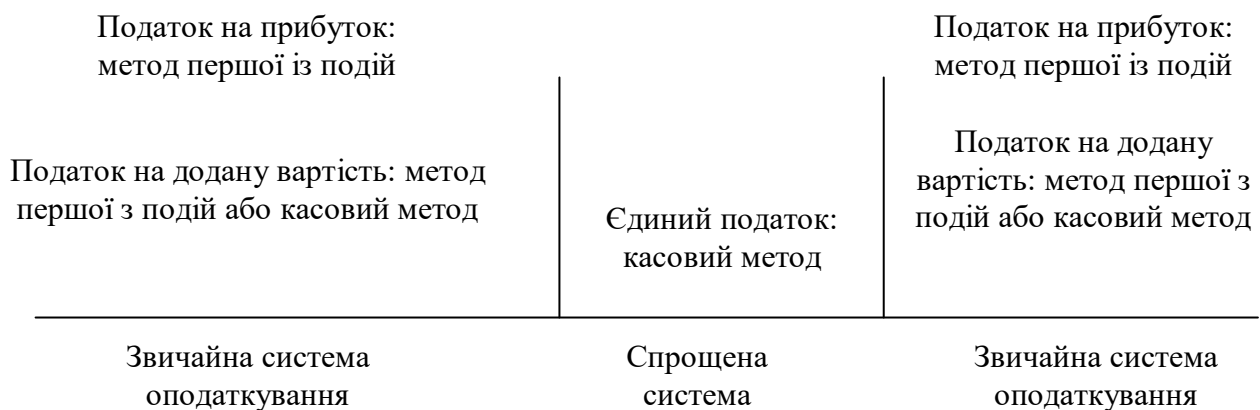 Податок на прибуток:
метод першої із подій
Податок на додану вартість: метод
першої з подій або касовий метод
Єдиний податок:
касовий метод
Податок на прибуток:
метод першої із подій
Податок на додану
вартість: метод першої з
подій або касовий метод
Звичайна система
оподаткування
Спрощена
система
Звичайна система
оподаткування